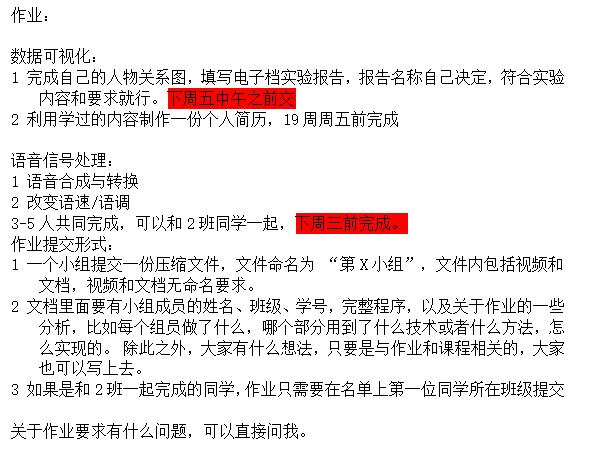 作业：
数据可视化：
1 完成自己的人物关系图，填写电子档实验报告，报告名称自己决定，符合实验
内容和要求就行。下周五中午之前交
2 利用学过的内容制作一份个人简历，19周周五前完成
语音信号处理：
1 语音合成与转换
2 改变语速/语调
3-5人共同完成，可以和2班同学一起，下周三前完成。
作业提交形式：
1 一个小组提交一份压缩文件，文件命名为 “第X小组”，文件内包括视频和
文档，视频和文档无命名要求。
2 文档里面要有小组成员的姓名、班级、学号，完整程序，以及关于作业的一些
分析，比如每个组员做了什么，哪个部分用到了什么技术或者什么方法，怎
么实现的。 除此之外，大家有什么想法，只要是与作业和课程相关的，大家
也可以写上去。
3 如果是和2班一起完成的同学，作业只需要在名单上第一位同学所在班级提交
关于作业要求有什么问题，可以直接问我。